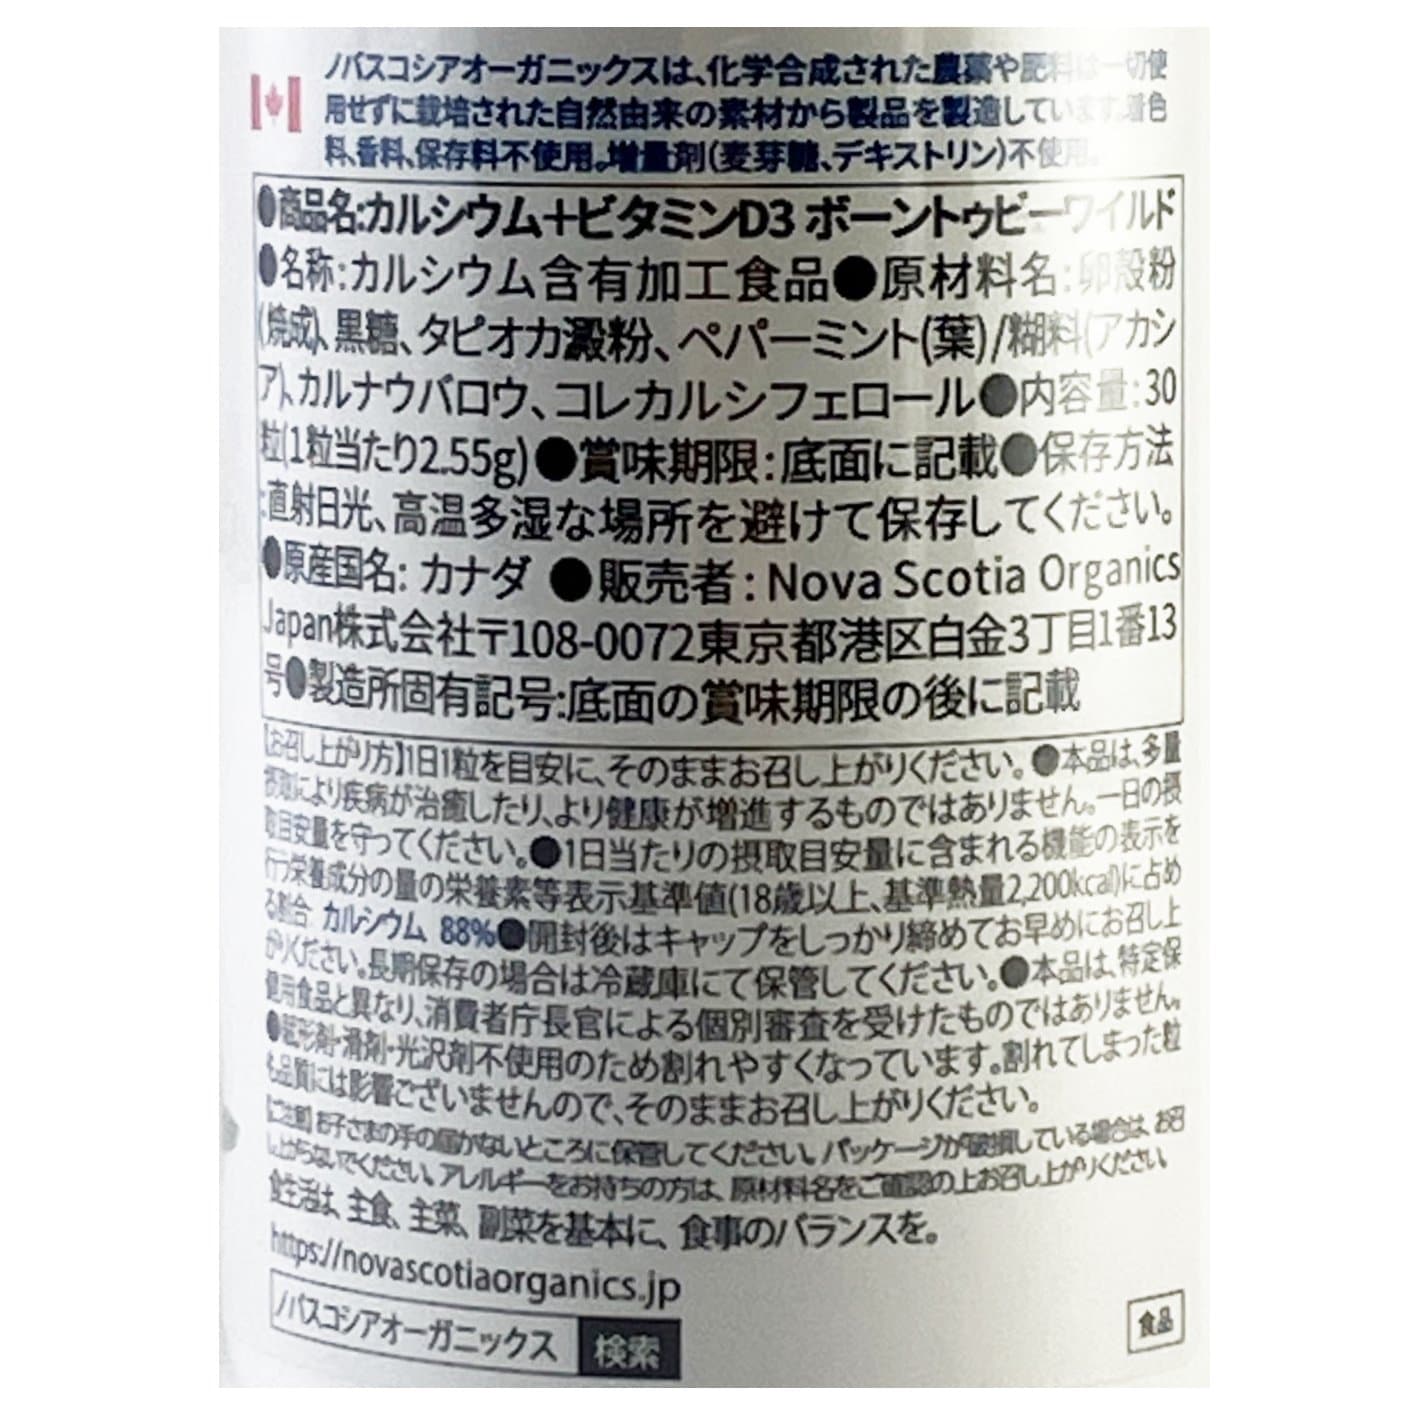 ノバスコシアオーガニックスは、化学合成された農薬や肥料は一切使
用せずに栽培された自然由来の素材から製品を製造しています。着色
料、香料、保存料不使用。増量剤(麦芽糖、デキストリン)不使用。
●商品名:カルシウム+ビタミンD3 ボーントゥビーワイルド
●名称:カルシウム含有加工食品●原材料名:卵殻粉
(焼成)、黒糖、タピオカ澱粉、ペパーミント(葉)/糊料(アカシ
ア)、カルナウバロウ、コレカルシフェロール●内容量:30
粒(1粒当たり2.55g)●賞味期限:底面に記載●保存方法
:直射日光、高温多湿な場所を避けて保存してください。
●原産国名:カナダ ●販売者:Nova Scotia Organics
Japan株式会社〒108-0072東京都港区白金3丁目1番13
号●製造所固有記号:底面の賞味期限の後に記載
【お召し上がり方】1日1粒を目安に、そのままお召し上がりください。●本品は、多量
摂取により疾病が治癒したり、より健康が増進するものではありません。一日の摂
取目安量を守ってください。●1日当たりの摂取目安量に含まれる機能の表示を
行う栄養成分の量の栄養素等表示基準値(18歳以上、基準熱量2,200kcal)に占め
る割合 カルシウム 88%●開封後はキャップをしっかり締めてお早めにお召し上
がりください。長期保存の場合は冷蔵庫にて保管してください。●本品は、特定保
健用食品と異なり、消費者庁長官による個別審査を受けたものではありません。
●賦形剤・滑剤・光沢剤不使用のため割れやすくなっています。割れてしまった粒
も品質には影響ございませんので、そのままお召し上がりください。
【ご注意】お子さまの手の届かないところに保管してください。パッケージが破損している場合は、お召
し上がらないでください。アレルギーをお持ちの方は、原材料名をご確認の上お召し上がりください。
食生活は、主食、主菜、副菜を基本に、食事のバランスを。
https://novascotiaorganics.jp
ノバスコシアオーガニックス 検索
食品